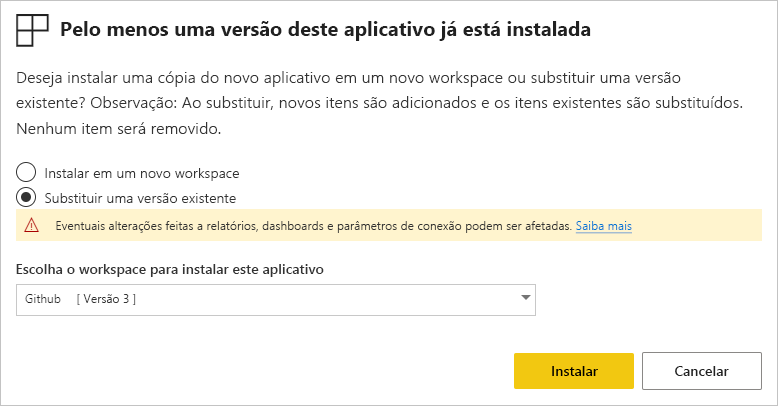 Pelo menos uma versão deste aplicativo já está instalada
Deseja instalar uma cópia do novo aplicativo em um novo workspace ou substituir uma versão
existente? Observação: Ao substituir, novos itens são adicionados e os itens existentes são substituídos.
Nenhum item será removido.
Instalar em um novo workspace
Substituir uma versão existente
Eventuais alterações feitas a relatórios, dashboards e parâmetros de conexão podem ser afetadas. Saiba mais
Escolha o workspace para instalar este aplicativo
Github [ Versão 3 ]
Instalar Cancelar